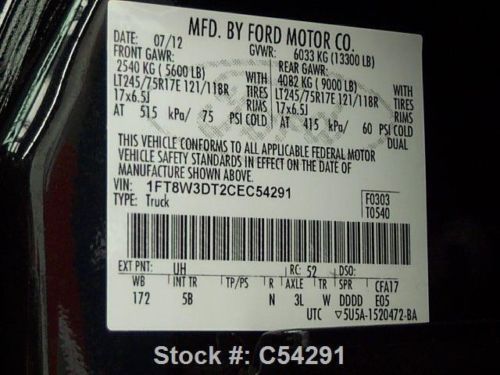 MFD. BY FORD MOTOR CO.
DATE: 07/12 GVWR: 6033 KG (13300 LB)
FRONT GAWR: REAR GAWR:
2540 KG (5600 LB) WITH 4082 KG (9000 LB) WITH
LT245/75R17E 121/118R TIRES LT245/75R17E 121/118R TIRES
17x6.5J RIMS 17x6.5J RIMS
AT 515 kPa/ 75 PSI COLD AT 415 kPa/ 60 PSI COLD
THIS VEHICLE CONFORMS TO ALL APPLICABLE FEDERAL MOTOR
VEHICLE SAFETY STANDARDS IN EFFECT ON THE DATE OF
MANUFACTURE SHOWN ABOVE.
VIN: 1FT8W3DT2CEC54291
TYPE: Truck
F0303
T0540
EXT PNT: UH RC: 52 DSO:
WB INT TR TP/PS R AXLE TR SPR CFA17
172 5B N 3L W DDDD E05
UTC ▽5U5A-1520472-BA
Stock #: C54291